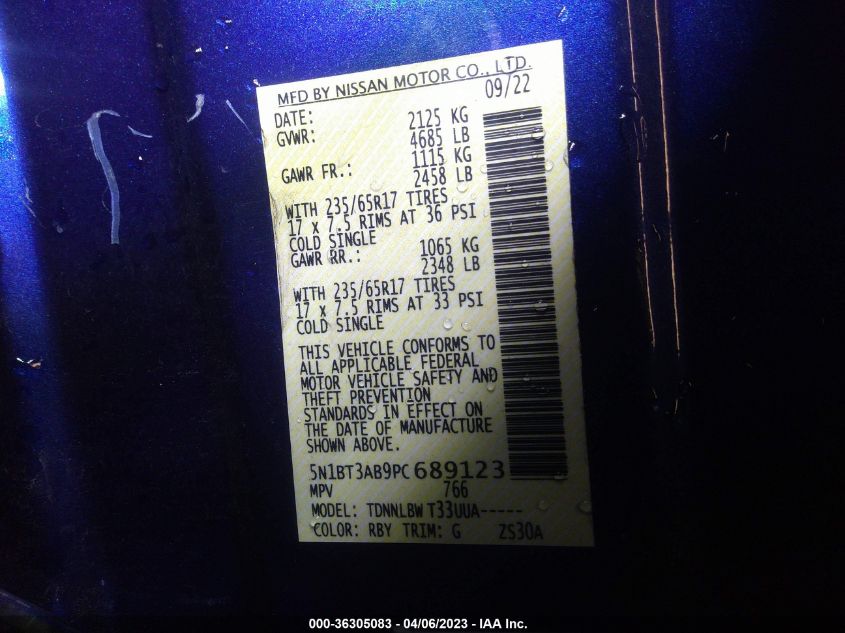 MFD BY NISSAN MOTOR CO., LTD.
DATE: 09/22
GVWR: 2125 KG
4685 LB
GAWR FR.: 1115 KG
2458 LB
WITH 235/65R17 TIRES
17 x 7.5 RIMS AT 36 PSI
COLD SINGLE
GAWR RR.: 1065 KG
2348 LB
WITH 235/65R17 TIRES
17 x 7.5 RIMS AT 33 PSI
COLD SINGLE
THIS VEHICLE CONFORMS TO
ALL APPLICABLE FEDERAL
MOTOR VEHICLE SAFETY AND
THEFT PREVENTION
STANDARDS IN EFFECT ON
THE DATE OF MANUFACTURE
SHOWN ABOVE.
5N1BT3AB9PC689123
MPV 766
MODEL: TDNNLBW T33UUA-----
COLOR: RBY TRIM: G ZS30A
000-36305083 - 04/06/2023 - IAA Inc.